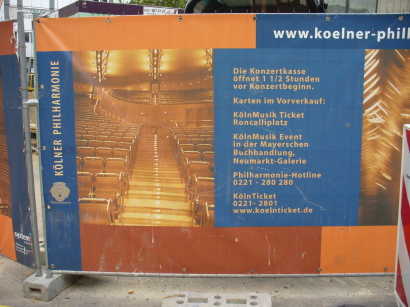 www.koelner-phil
KÖLNER PHILHARMONIE
Die Konzertkasse
öffnet 1 1/2 Stunden
vor Konzertbeginn.
Karten im Vorverkauf:
KölnMusik Ticket
Roncalliplatz
KölnMusik Event
in der Mayerschen
Buchhandlung,
Neumarkt-Galerie
Philharmonie-Hotline
0221 - 280 280
KölnTicket
0221- 2801
www.koelnticket.de